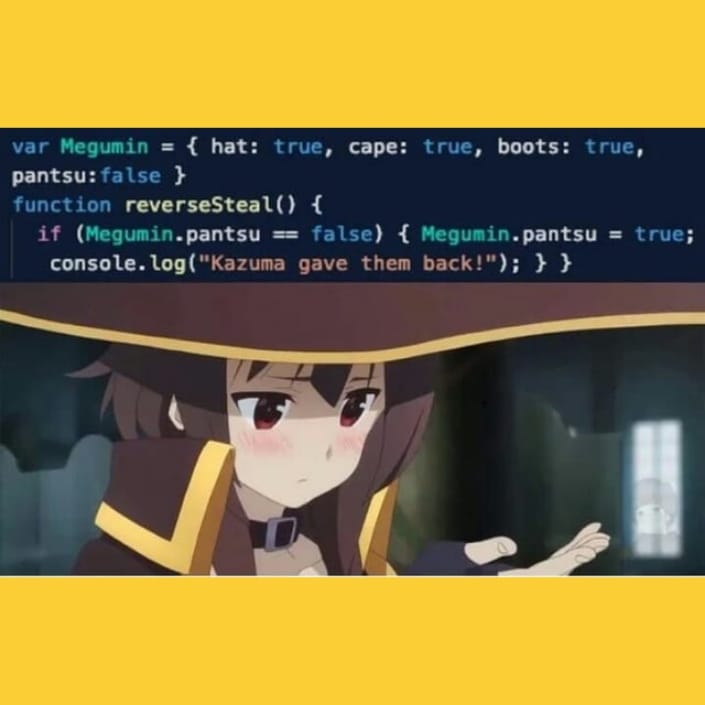 var Megumin = { hat: true, cape: true, boots: true,
pantsu:false }
function reverseSteal() {
if (Megumin.pantsu == false) { Megumin.pantsu = true;
console.log("Kazuma gave them back!"); } }